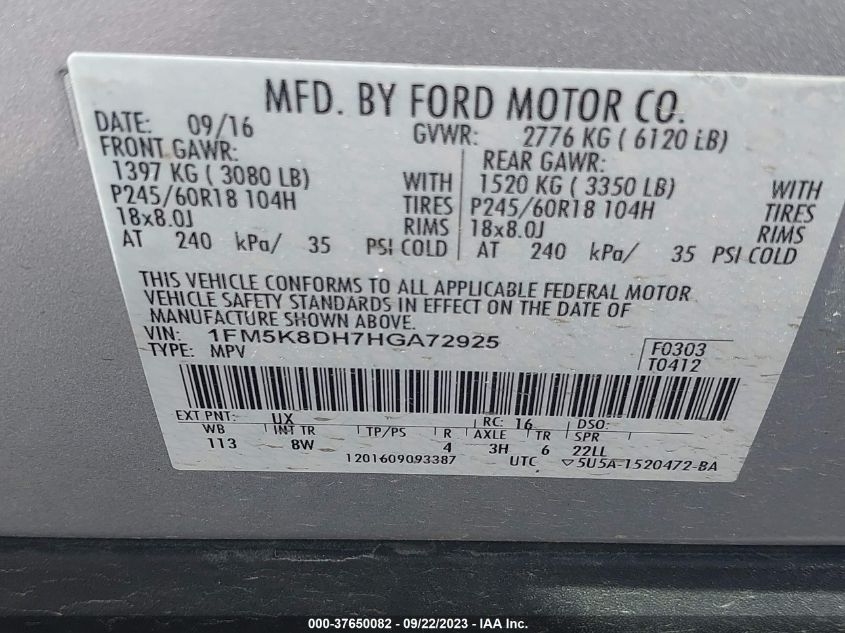 MFD. BY FORD MOTOR CO.
DATE: 09/16 GVWR: 2776 KG ( 6120 LB)
FRONT GAWR: REAR GAWR:
1397 KG ( 3080 LB) WITH 1520 KG ( 3350 LB) WITH
P245/60R18 104H TIRES P245/60R18 104H TIRES
18x8.0J RIMS 18x8.0J RIMS
AT 240 kPa/ 35 PSI COLD AT 240 kPa/ 35 PSI COLD
THIS VEHICLE CONFORMS TO ALL APPLICABLE FEDERAL MOTOR
VEHICLE SAFETY STANDARDS IN EFFECT ON THE DATE OF
MANUFACTURE SHOWN ABOVE.
VIN: 1FM5K8DH7HGA72925 F0303
TYPE: MPV T0412
EXT PNT: UX RC: 16 DSO:
WB INT TR TP/PS R AXLE TR SPR
113 8W 4 3H 6 22LL
1201609093387 UTC ▽5U5A-1520472-BA
000-37650082 - 09/22/2023 - IAA Inc.